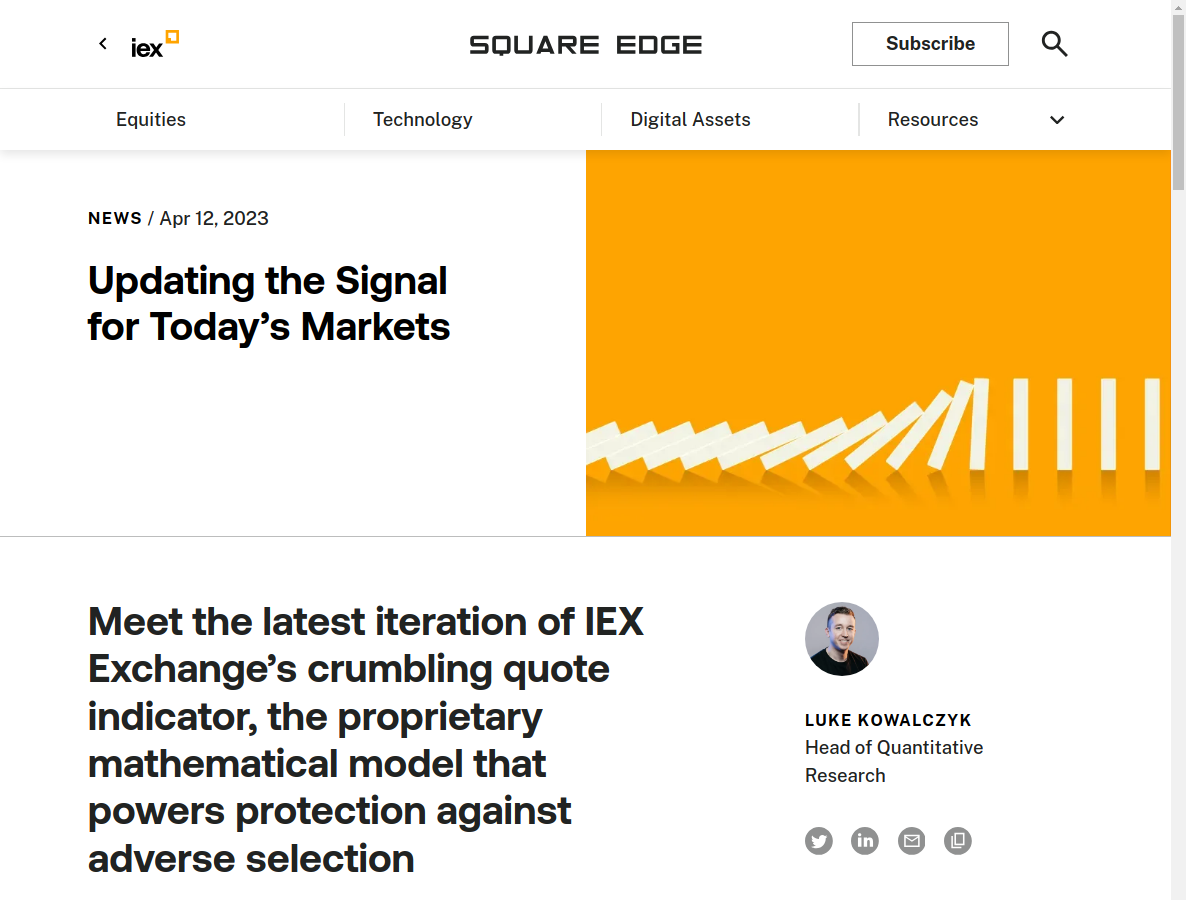 iex
SQUARE EDGE
Subscribe
Equities
Technology
Digital Assets
Resources
NEWS / Apr 12, 2023
Updating the Signal
for Today’s Markets
Meet the latest iteration of IEX
Exchange’s crumbling quote
indicator, the proprietary
mathematical model that
powers protection against
adverse selection
LUKE KOWALCZYK
Head of Quantitative
Research